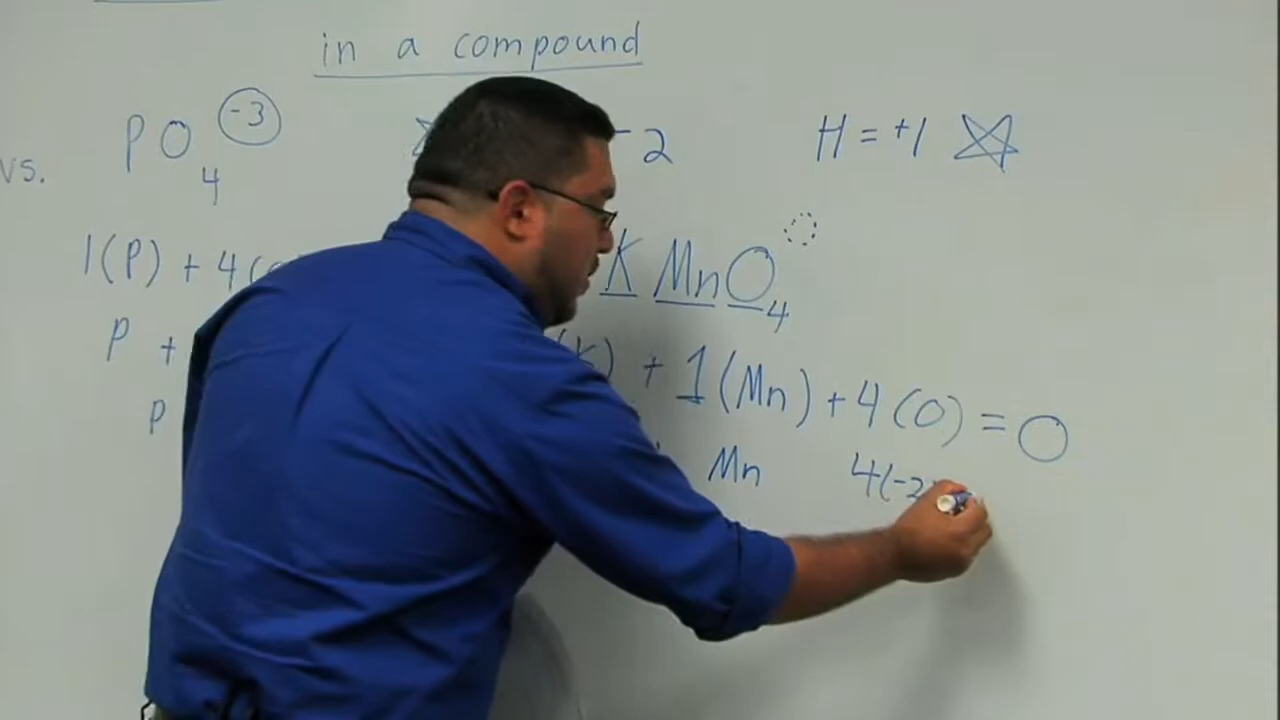 in a compound
vs. PO4 -3 -2 H = +1
1(P) + 4( KMnO4
P + (K) + 1(Mn) + 4(O) = 0
P Mn 4(-2